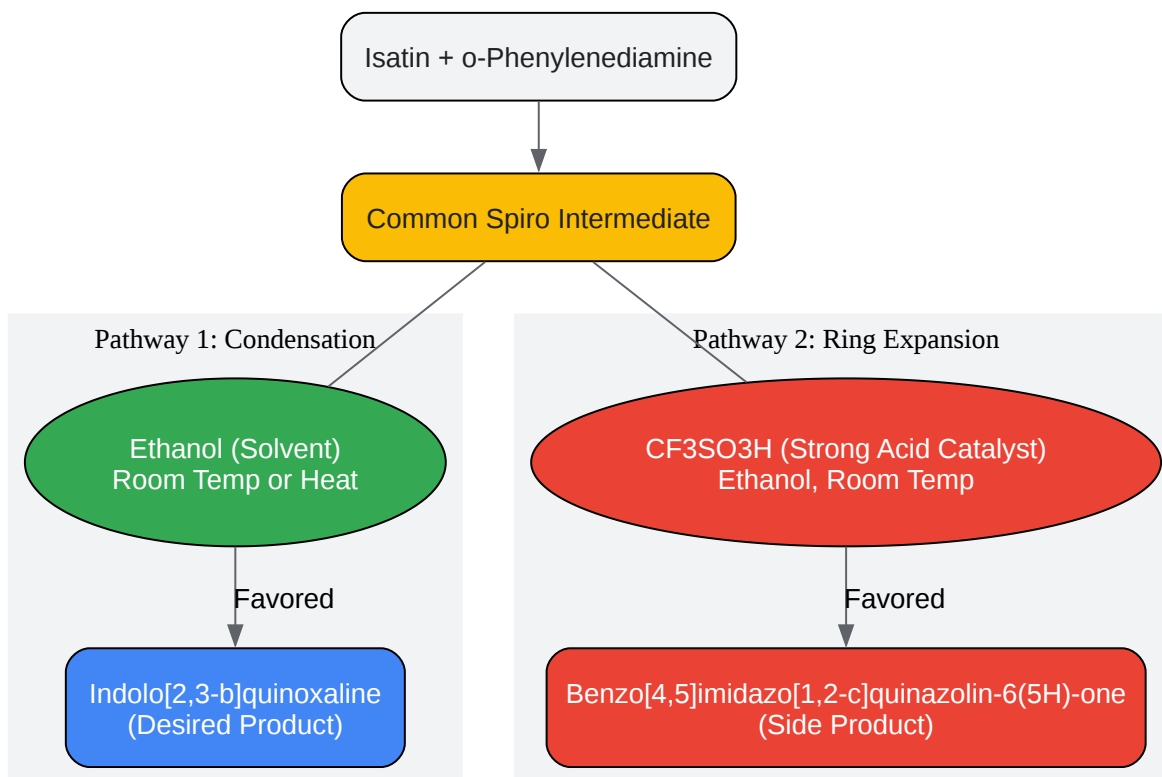 Isatin + o-Phenylenediamine
Common Spiro Intermediate
Pathway 1: Condensation
Ethanol (Solvent)
Room Temp or Heat
Favored
Indolo[2,3-b]quinoxaline
(Desired Product)
Pathway 2: Ring Expansion
CF3SO3H (Strong Acid Catalyst)
Ethanol, Room Temp
Favored
Benzo[4,5]imidazo[1,2-c]quinazolin-6(5H)-one
(Side Product)